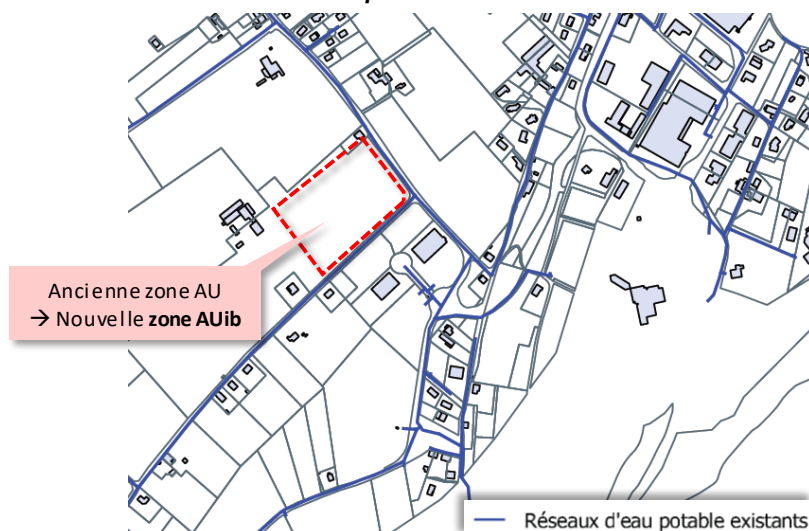 Ancienne zone AU
→ Nouvelle zone AUib
Réseaux d'eau potable existants